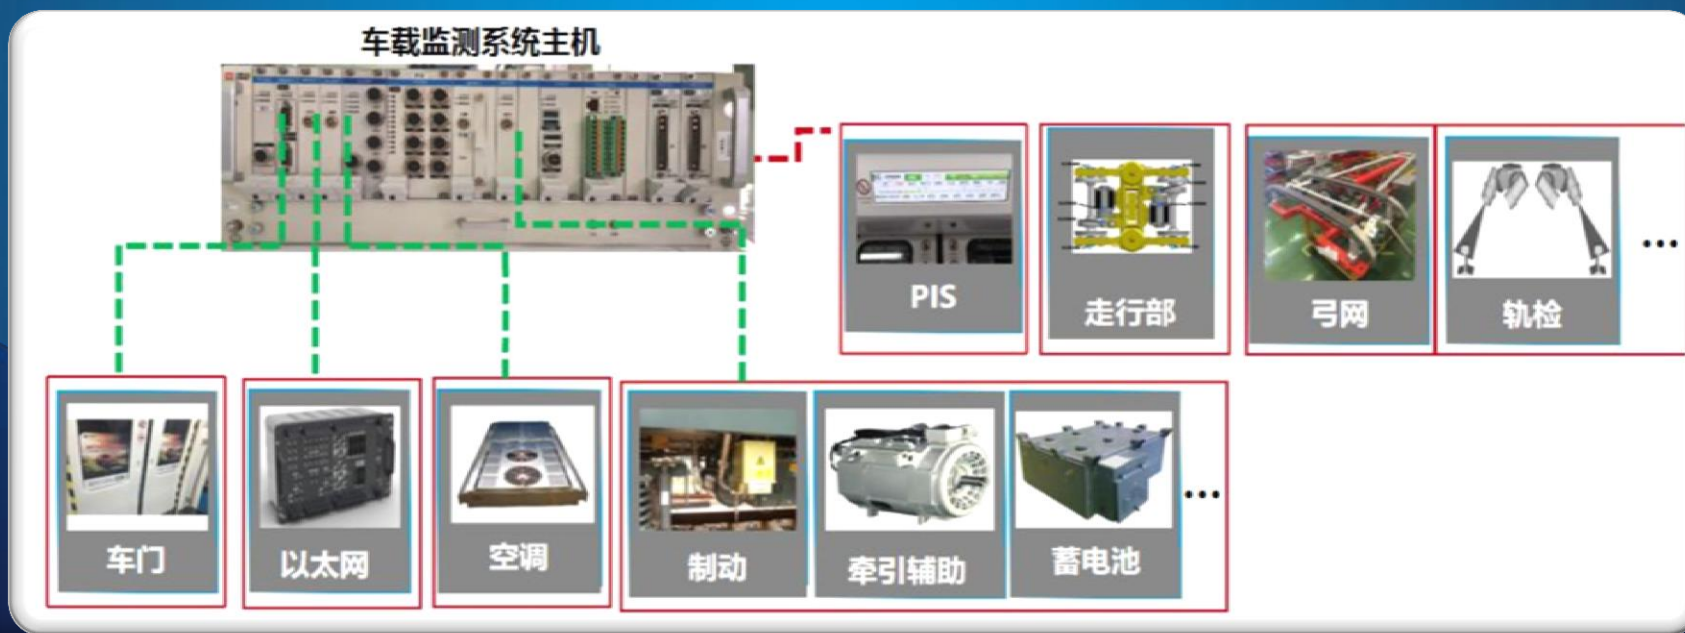 车载监测系统主机
PIS
走行部
弓网
轨检
...
车门
以太网
空调
制动
牵引辅助
蓄电池
...